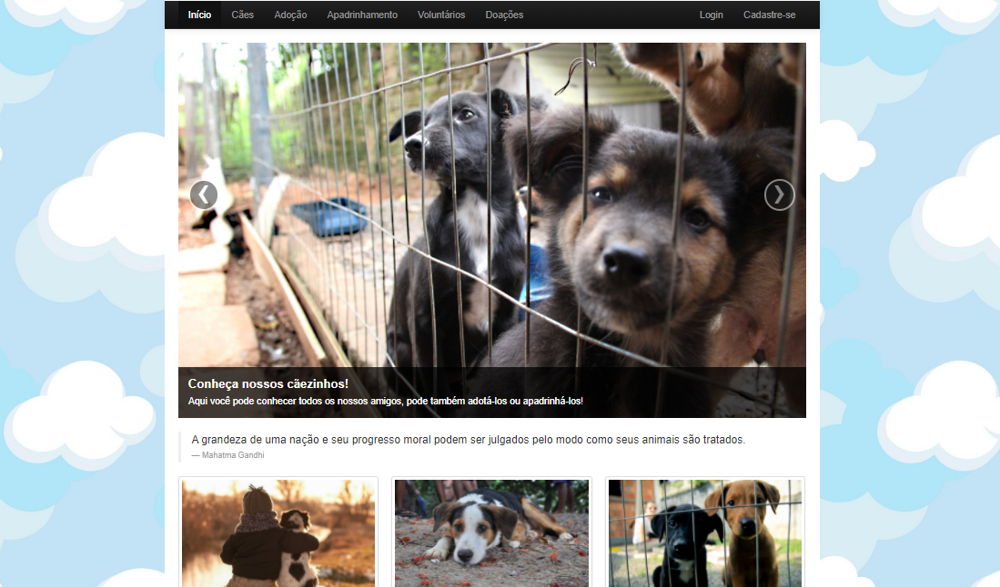 Início Cães Adoção Apadrinhamento Voluntários Doações Login Cadastre-se
Conheça nossos cãezinhos!
Aqui você pode conhecer todos os nossos amigos, pode também adotá-los ou apadrinhá-los!
A grandeza de uma nação e seu progresso moral podem ser julgados pelo modo como seus animais são tratados.
— Mahatma Gandhi